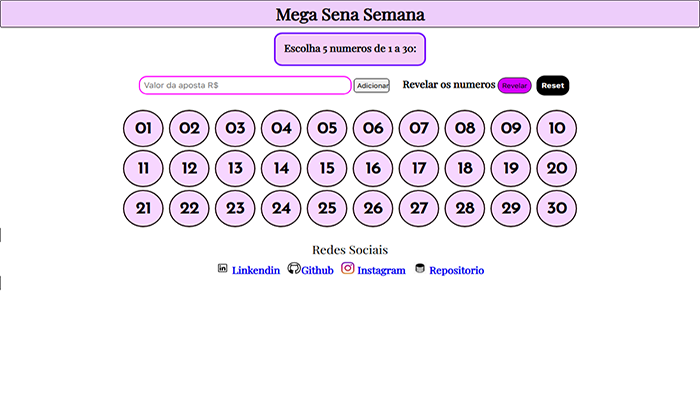 Mega Sena Semana
Escolha 5 numeros de 1 a 30:
Valor da aposta R$ Adicionar Revelar os numeros Revelar Reset
01 02 03 04 05 06 07 08 09 10
11 12 13 14 15 16 17 18 19 20
21 22 23 24 25 26 27 28 29 30
Redes Sociais
Linkendin Github Instagram Repositorio